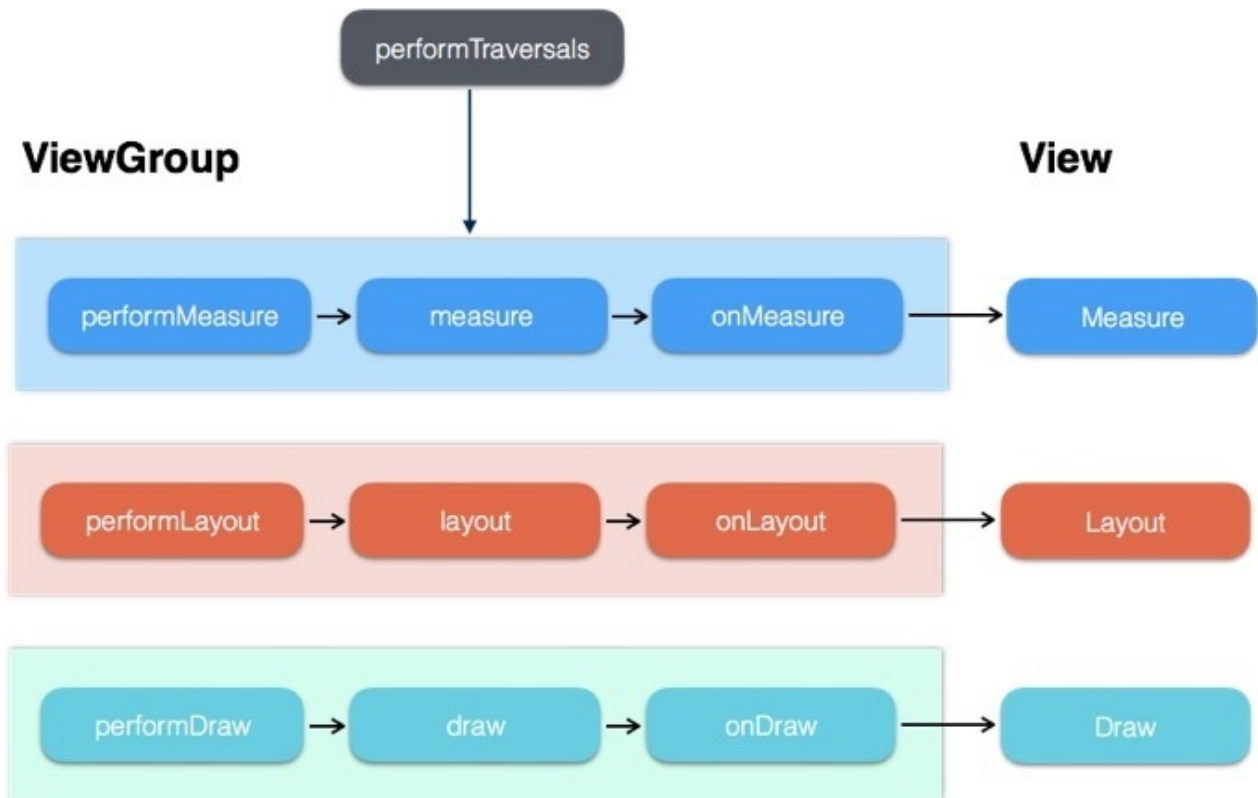 performTraversals
ViewGroup
View
performMeasure
measure
onMeasure
Measure
performLayout
layout
onLayout
Layout
performDraw
draw
onDraw
Draw